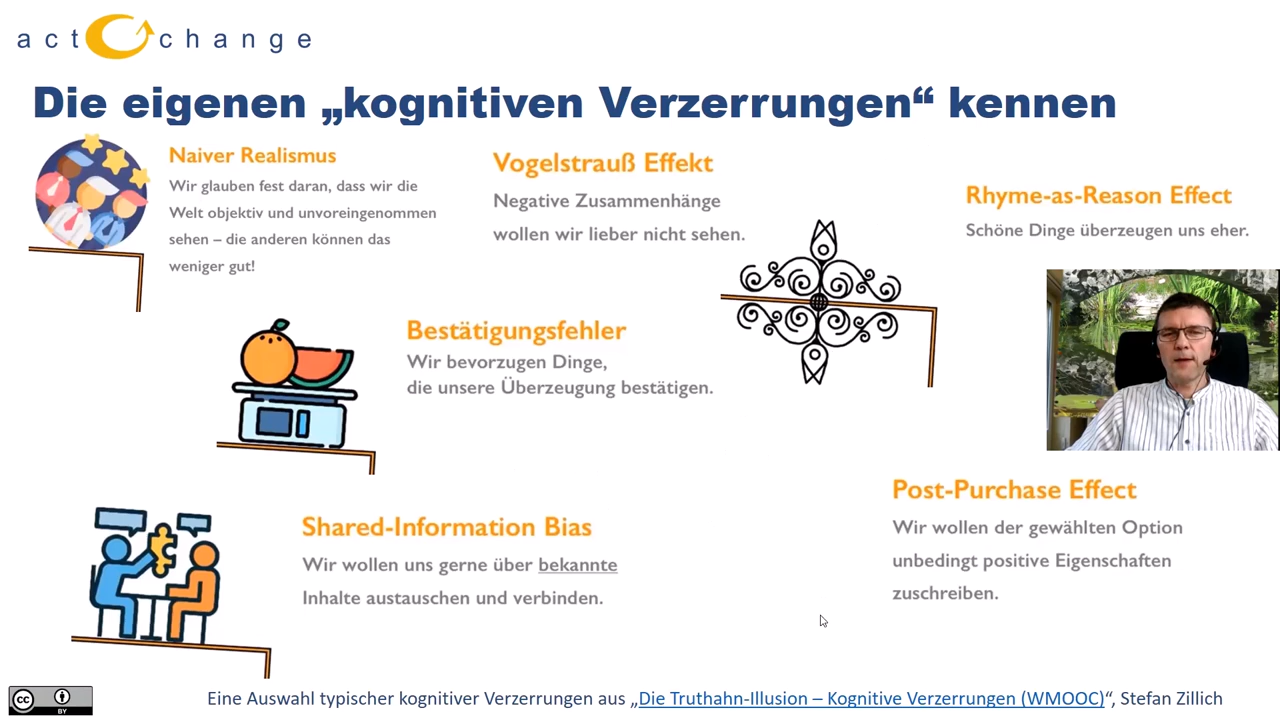 act change
Die eigenen „kognitiven Verzerrungen“ kennen
Naiver Realismus
Wir glauben fest daran, dass wir die
Welt objektiv und unvoreingenommen
sehen – die anderen können das
weniger gut!
Vogelstrauß Effekt
Negative Zusammenhänge
wollen wir lieber nicht sehen.
Rhyme-as-Reason Effect
Schöne Dinge überzeugen uns eher.
Bestätigungsfehler
Wir bevorzugen Dinge,
die unsere Überzeugung bestätigen.
Shared-Information Bias
Wir wollen uns gerne über bekannte
Inhalte austauschen und verbinden.
Post-Purchase Effect
Wir wollen der gewählten Option
unbedingt positive Eigenschaften
zuschreiben.
cc
BY
Eine Auswahl typischer kognitiver Verzerrungen aus „Die Truthahn-Illusion – Kognitive Verzerrungen (WMOOC)“, Stefan Zillich